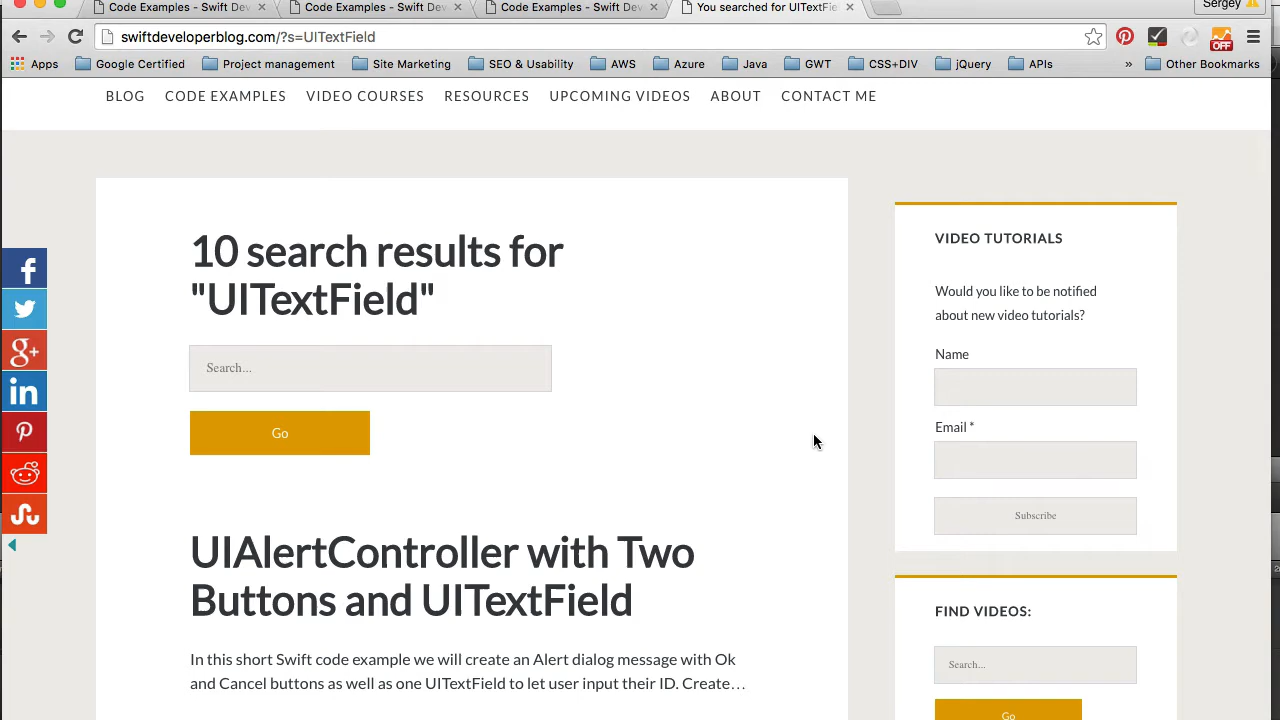 Code Examples - Swift De
Code Examples - Swift De
Code Examples - Swift De
You searched for UITextFie
Sergey
swiftdeveloperblog.com/?s=UITextField
OFF
Apps
Google Certified
Project management
Site Marketing
SEO & Usability
AWS
Azure
Java
GWT
CSS+DIV
jQuery
APIs
»
Other Bookmarks
BLOG
CODE EXAMPLES
VIDEO COURSES
RESOURCES
UPCOMING VIDEOS
ABOUT
CONTACT ME
10 search results for
"UITextField"
Search...
Go
UIAlertController with Two
Buttons and UITextField
In this short Swift code example we will create an Alert dialog message with Ok
and Cancel buttons as well as one UITextField to let user input their ID. Create…
VIDEO TUTORIALS
Would you like to be notified
about new video tutorials?
Name
Email *
Subscribe
FIND VIDEOS:
Search...
Go